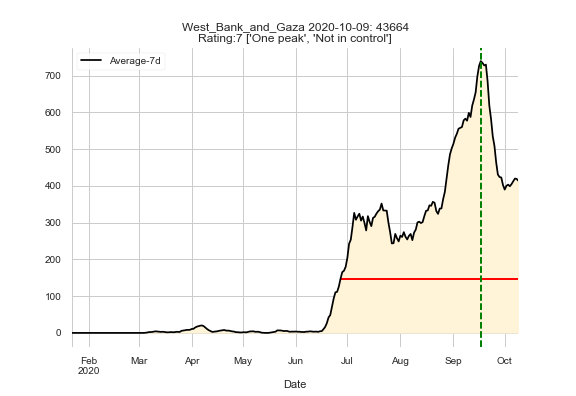 West_Bank_and_Gaza 2020-10-09: 43664
Rating:7 ['One peak', 'Not in control']
Average-7d
700
600
500
400
300
200
100
0
Feb Mar Apr May Jun Jul Aug Sep Oct
2020
Date